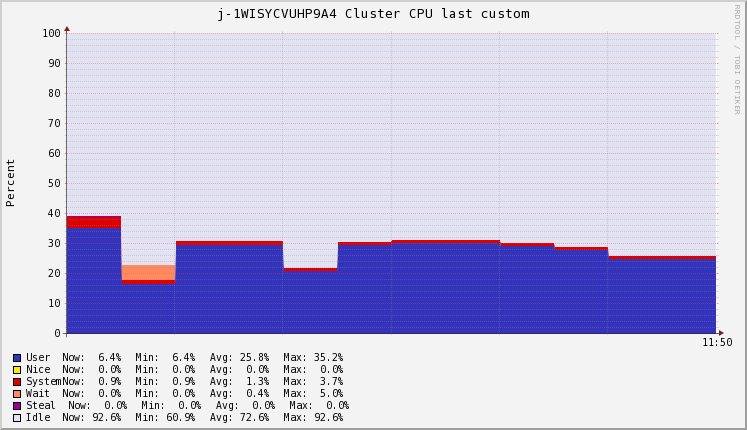 j-1WISYCVUHP9A4 Cluster CPU last custom
RRDTOOL / TOBI OETIKER
Percent
100
90
80
70
60
50
40
30
20
10
0
11:50
User Now: 6.4% Min: 6.4% Avg: 25.8% Max: 35.2%
Nice Now: 0.0% Min: 0.0% Avg: 0.0% Max: 0.0%
System Now: 0.9% Min: 0.9% Avg: 1.3% Max: 3.7%
Wait Now: 0.0% Min: 0.0% Avg: 0.4% Max: 5.0%
Steal Now: 0.0% Min: 0.0% Avg: 0.0% Max: 0.0%
Idle Now: 92.6% Min: 60.9% Avg: 72.6% Max: 92.6%